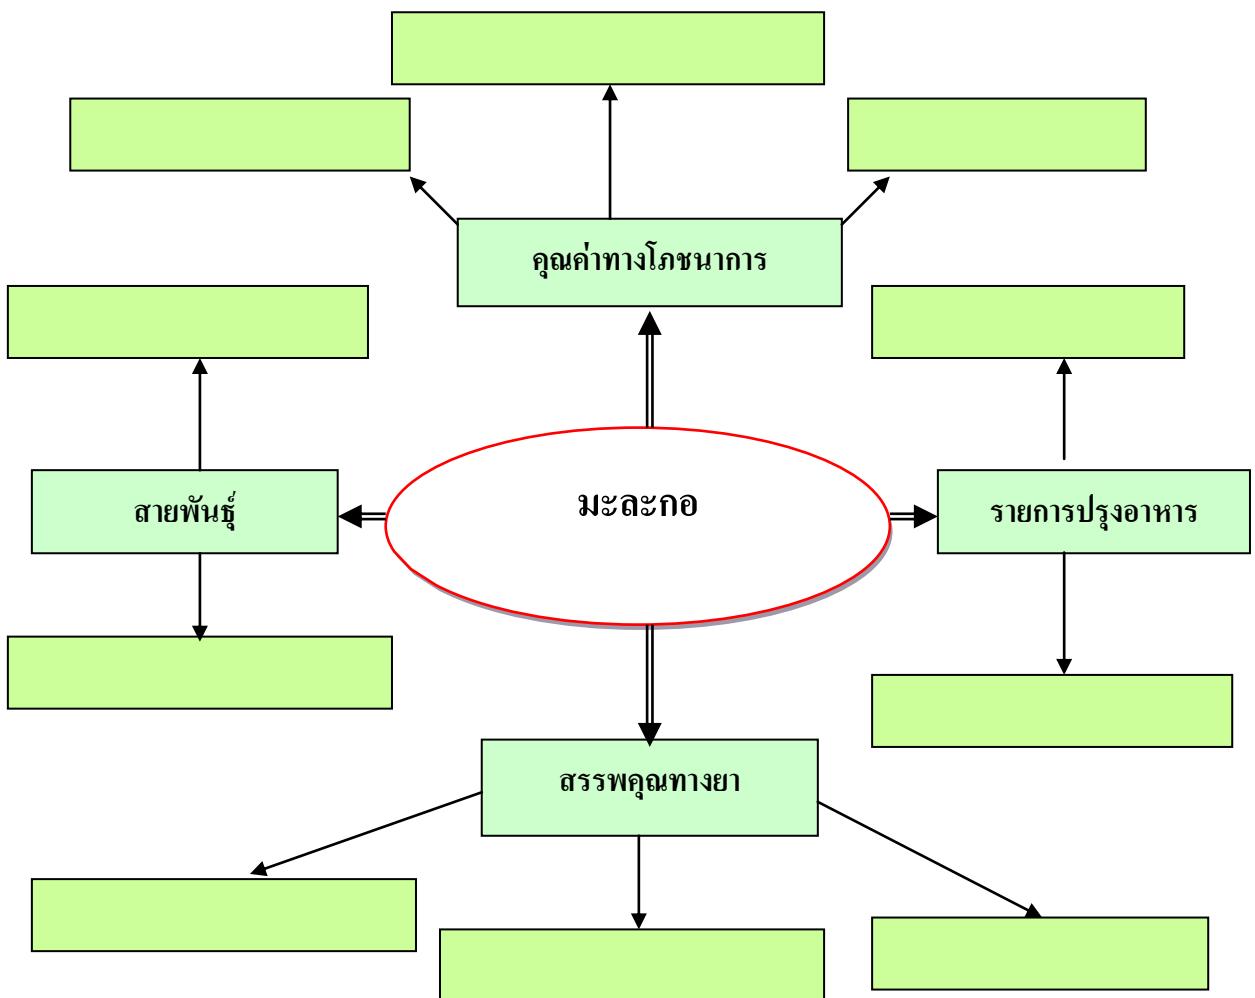 คุณค่าทางโภชนาการ
สายพันธุ์
มะละกอ
รายการปรุงอาหาร
สรรพคุณทางยา